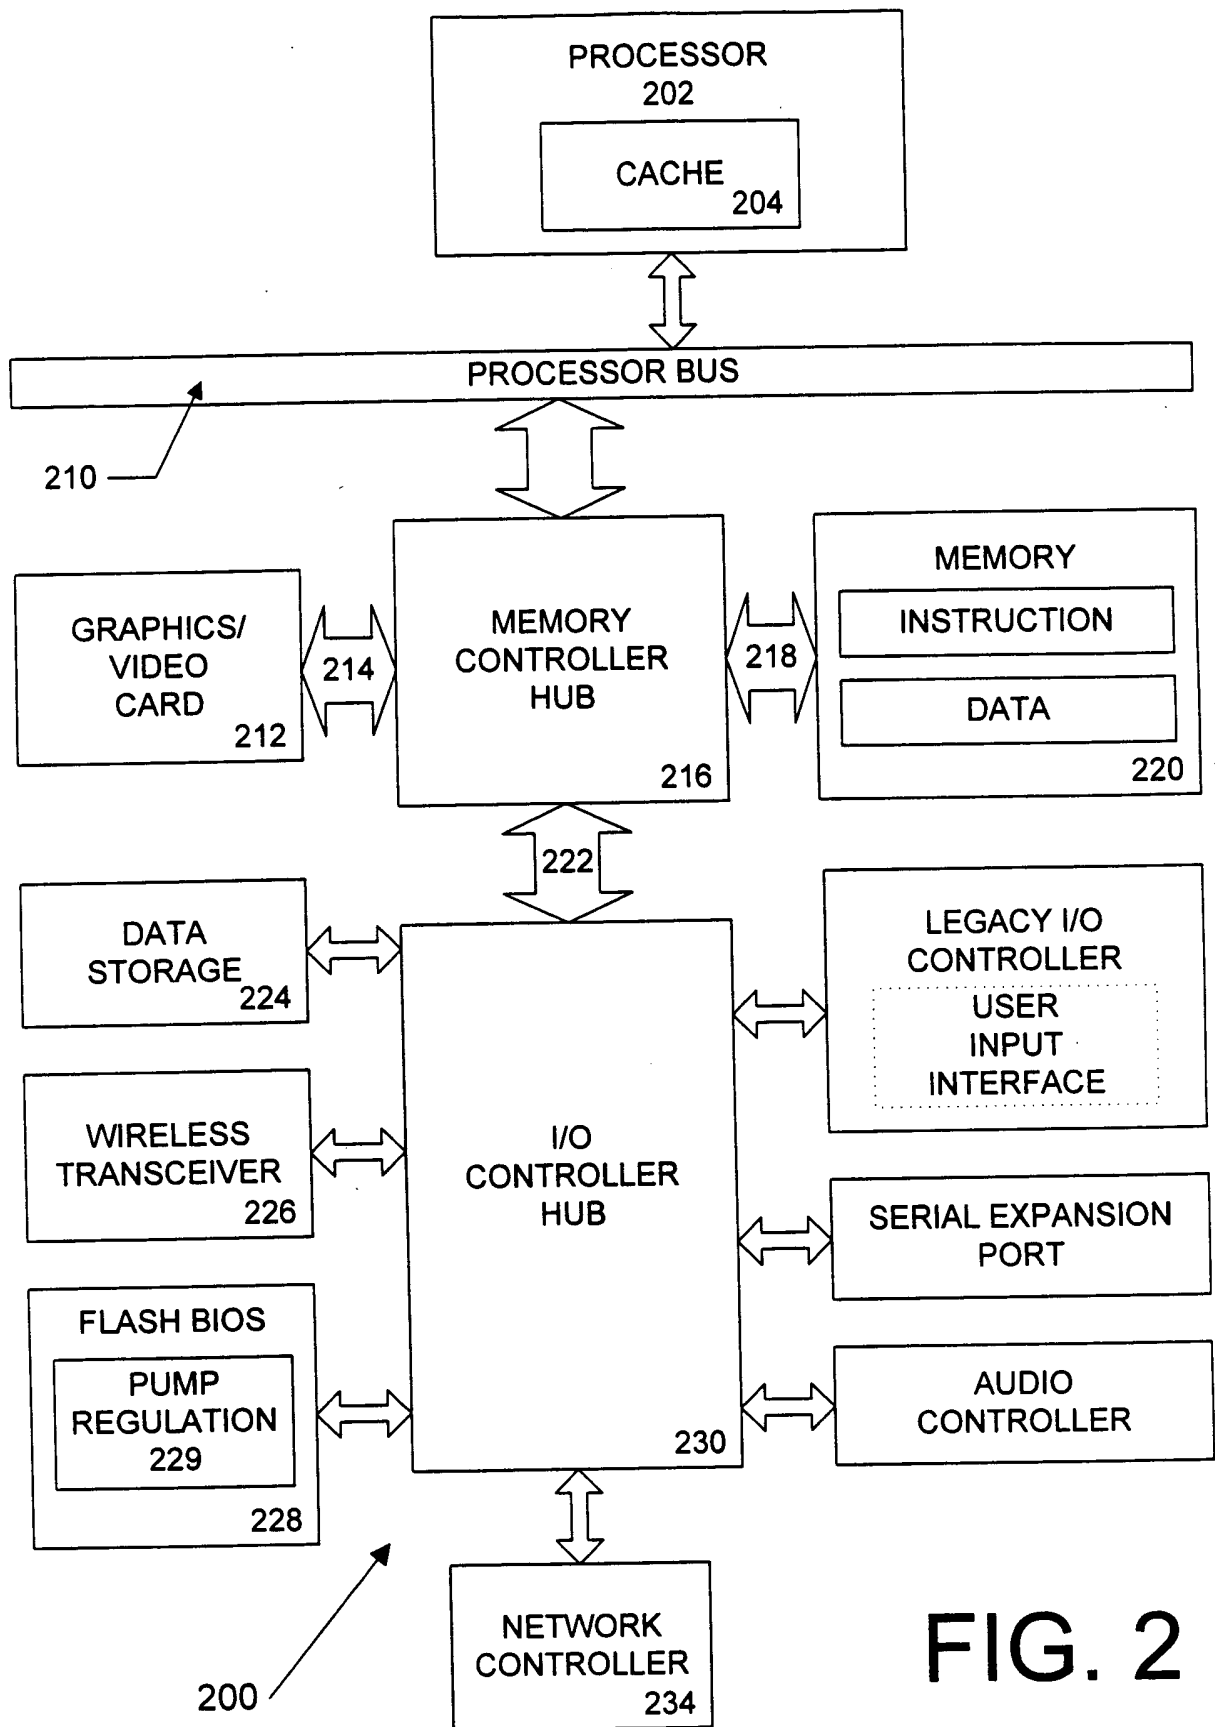 PROCESSOR
202
CACHE
204
PROCESSOR BUS
210
GRAPHICS/
VIDEO
CARD
212
214
MEMORY
CONTROLLER
HUB
216
218
MEMORY
INSTRUCTION
DATA
220
222
DATA
STORAGE
224
LEGACY I/O
CONTROLLER
USER
INPUT
INTERFACE
WIRELESS
TRANSCEIVER
226
I/O
CONTROLLER
HUB
230
SERIAL EXPANSION
PORT
FLASH BIOS
PUMP
REGULATION
229
228
AUDIO
CONTROLLER
NETWORK
CONTROLLER
234
200
FIG. 2